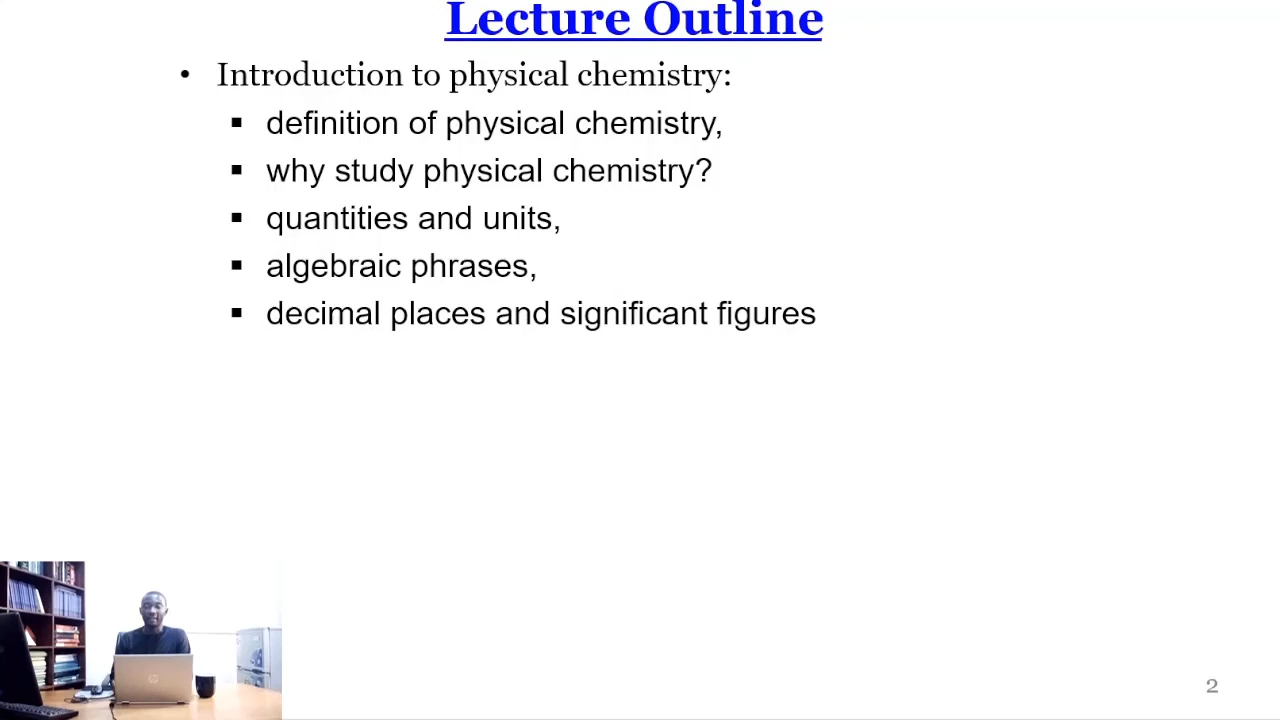 Lecture Outline
• Introduction to physical chemistry:
▪ definition of physical chemistry,
▪ why study physical chemistry?
▪ quantities and units,
▪ algebraic phrases,
▪ decimal places and significant figures
2